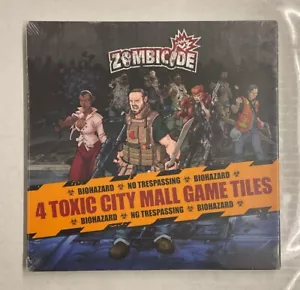 ZOMBICIDE
BIOHAZARD NO TRESPASSING BIOHAZARD
4 TOXIC CITY MALL GAME TILES
BIOHAZARD NO TRESPASSING BIOHAZARD